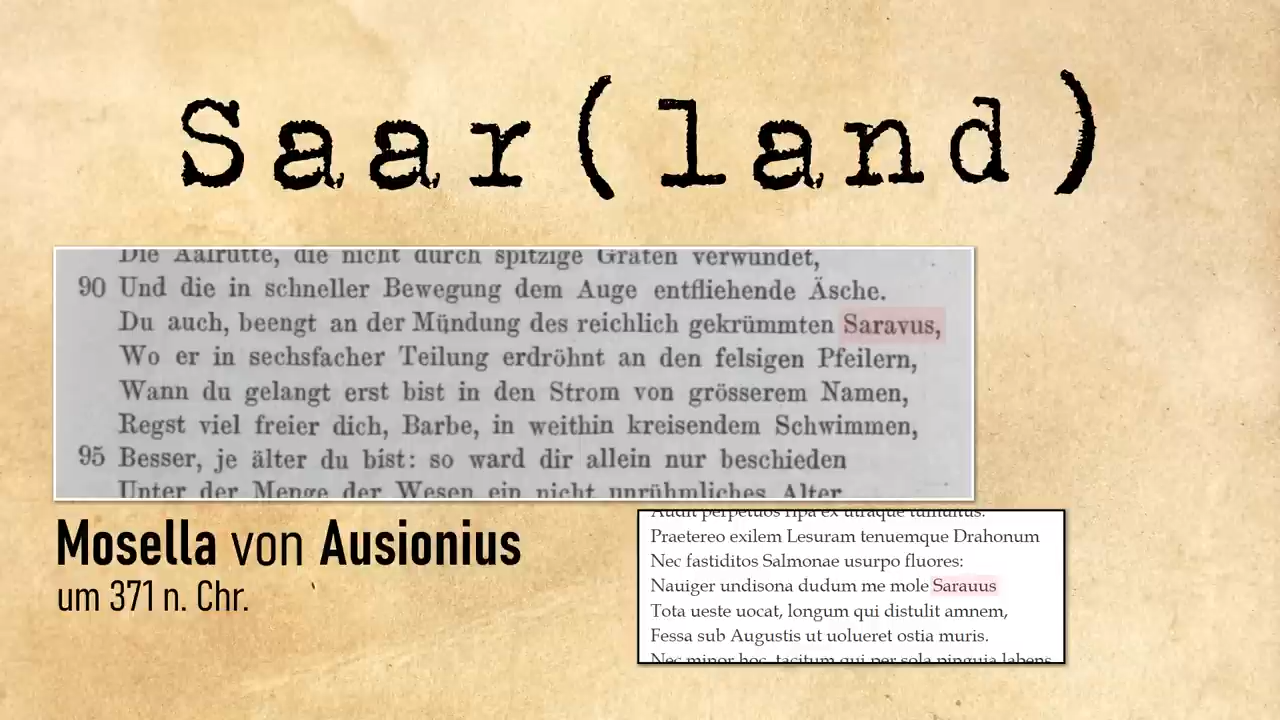 Saar(land)
Die Aalrutte, die nicht durch spitzige Gräten verwundet,
90 Und die in schneller Bewegung dem Auge entfliehende Äsche.
Du auch, beengt an der Mündung des reichlich gekrümmten Saravus,
Wo er in sechsfacher Teilung erdröhnt an den felsigen Pfeilern,
Wann du gelangt erst bist in den Strom von grösserem Namen,
Regst viel freier dich, Barbe, in weithin kreisendem Schwimmen,
95 Besser, je älter du bist: so ward dir allein nur beschieden
Unter der Menge der Wesen ein nicht unrühmliches Alter
Mosella von Ausionius
um 371 n. Chr.
Audit perpetuos ripa ex utraque tumultus.
Praetereo exilem Lesuram tenuemque Drahonum
Nec fastiditos Salmonae usurpo fluores:
Nauiger undisona dudum me mole Sarauus
Tota ueste uocat, longum qui distulit amnem,
Fessa sub Augustis ut uolueret ostia muris.
Nec minor hoc, tacitum qui per sola pinguia labens